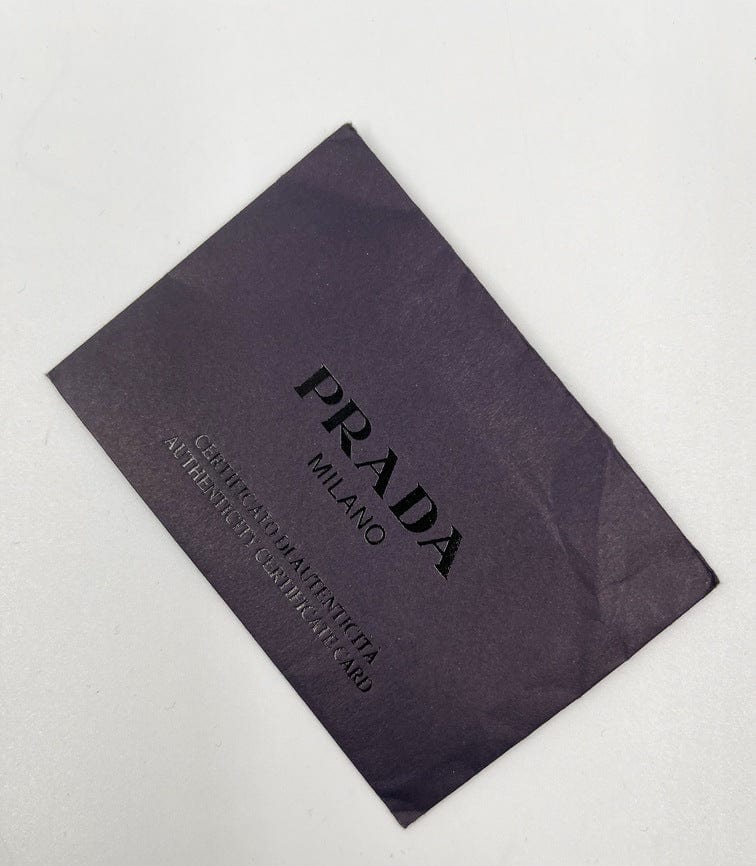 PRADA
MILANO
CERTIFICATO DI AUTENTICITÀ
AUTHENTICITY CERTIFICATE CARD